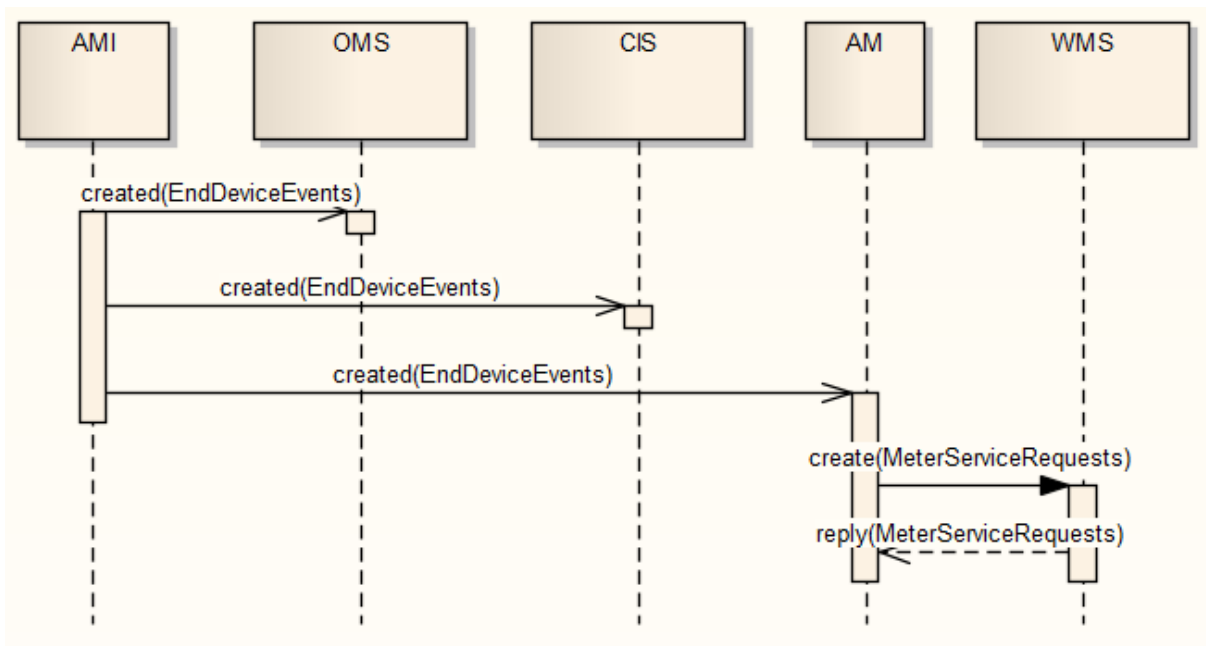 AMI
OMS
CIS
AM
WMS
created(EndDeviceEvents)
created(EndDeviceEvents)
created(EndDeviceEvents)
create(MeterServiceRequests)
reply(MeterServiceRequests)